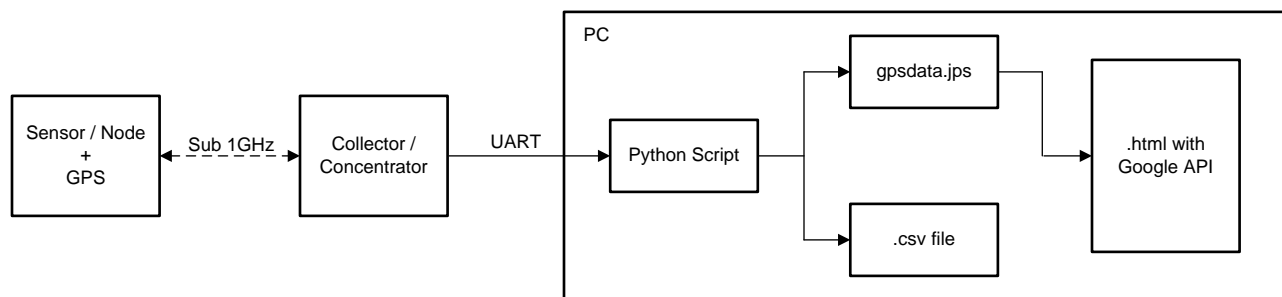 PC
Sensor / Node
+
GPS
Sub 1GHz
Collector /
Concentrator
UART
Python Script
gpsdata.jps
.csv file
.html with
Google API